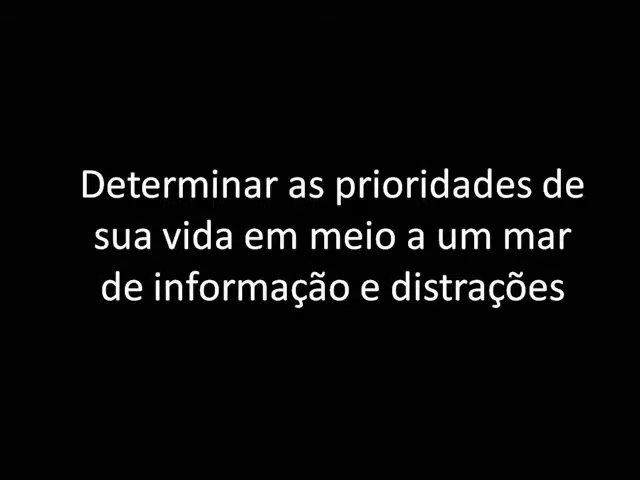 Determinar as prioridades de
sua vida em meio a um mar
de informação e distrações